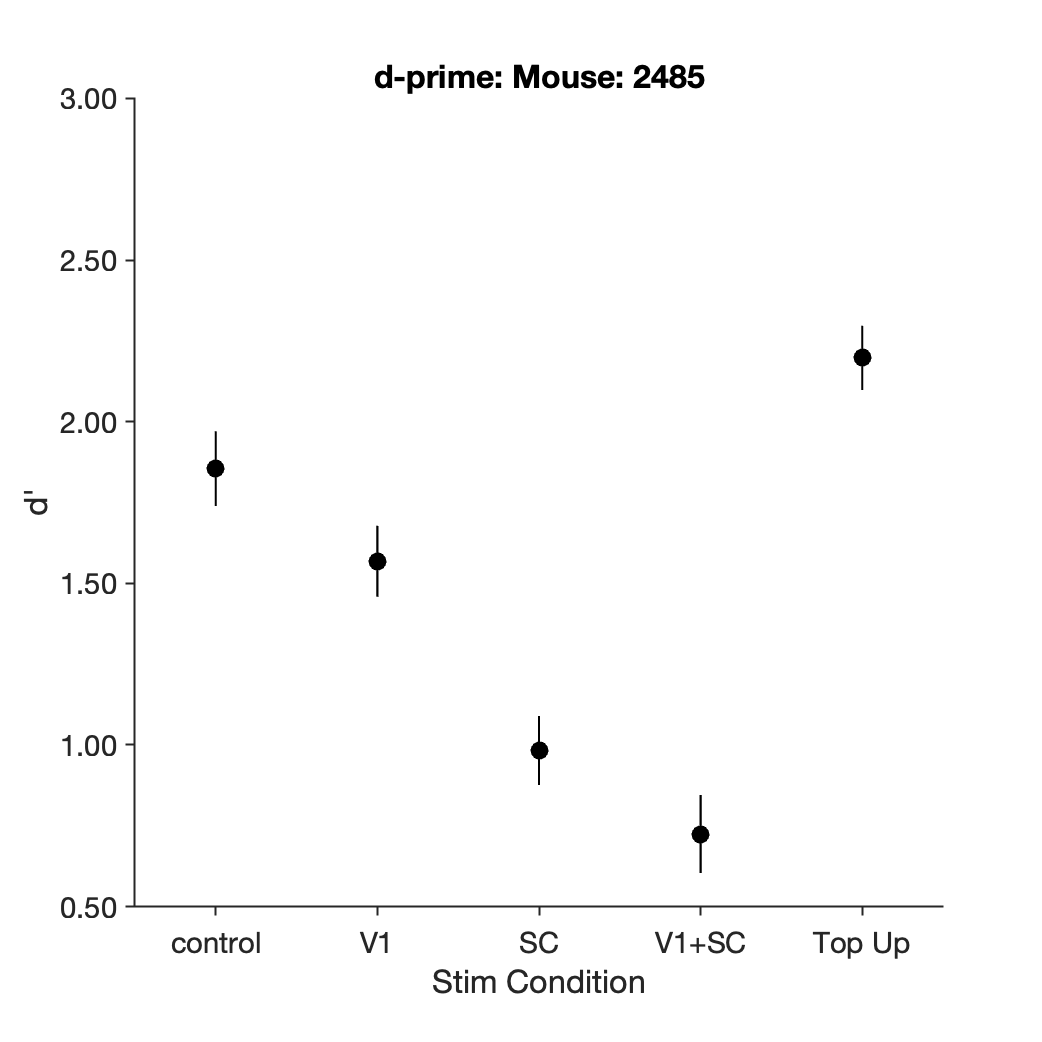 d-prime: Mouse: 2485
3.00
2.50
2.00
1.50
1.00
0.50
d'
control V1 SC V1+SC Top Up
Stim Condition